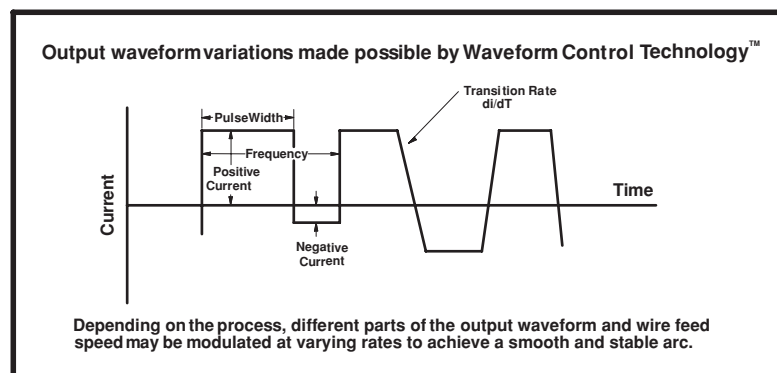 Output waveform variations made possible by Waveform Control Technology™
Transition Rate
di/dT
PulseWidth
Frequency
Positive
Current
Current
Time
Negative
Current
Depending on the process, different parts of the output waveform and wire feed
speed may be modulated at varying rates to achieve a smooth and stable arc.